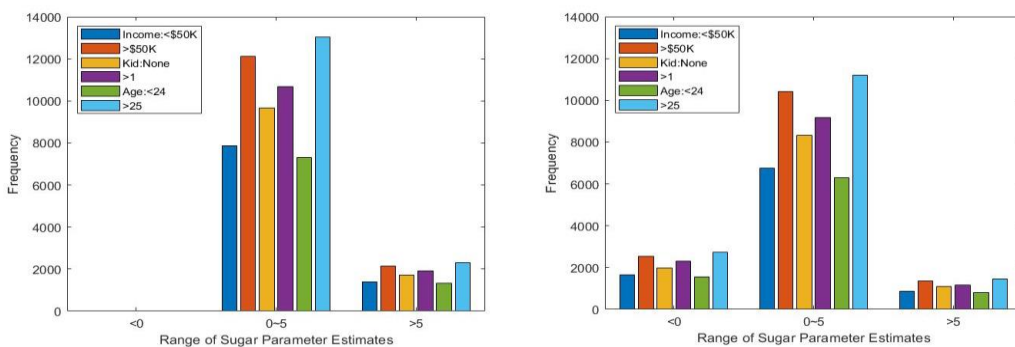 14000
12000
10000
8000
6000
4000
2000
0
Frequency
Income:<$50K
>$50K
Kid:None
>1
Age:<24
>25
<0 0~5 >5
Range of Sugar Parameter Estimates
14000
12000
10000
8000
6000
4000
2000
0
Frequency
Income:<$50K
>$50K
Kid:None
>1
Age:<24
>25
<0 0~5 >5
Range of Sugar Parameter Estimates